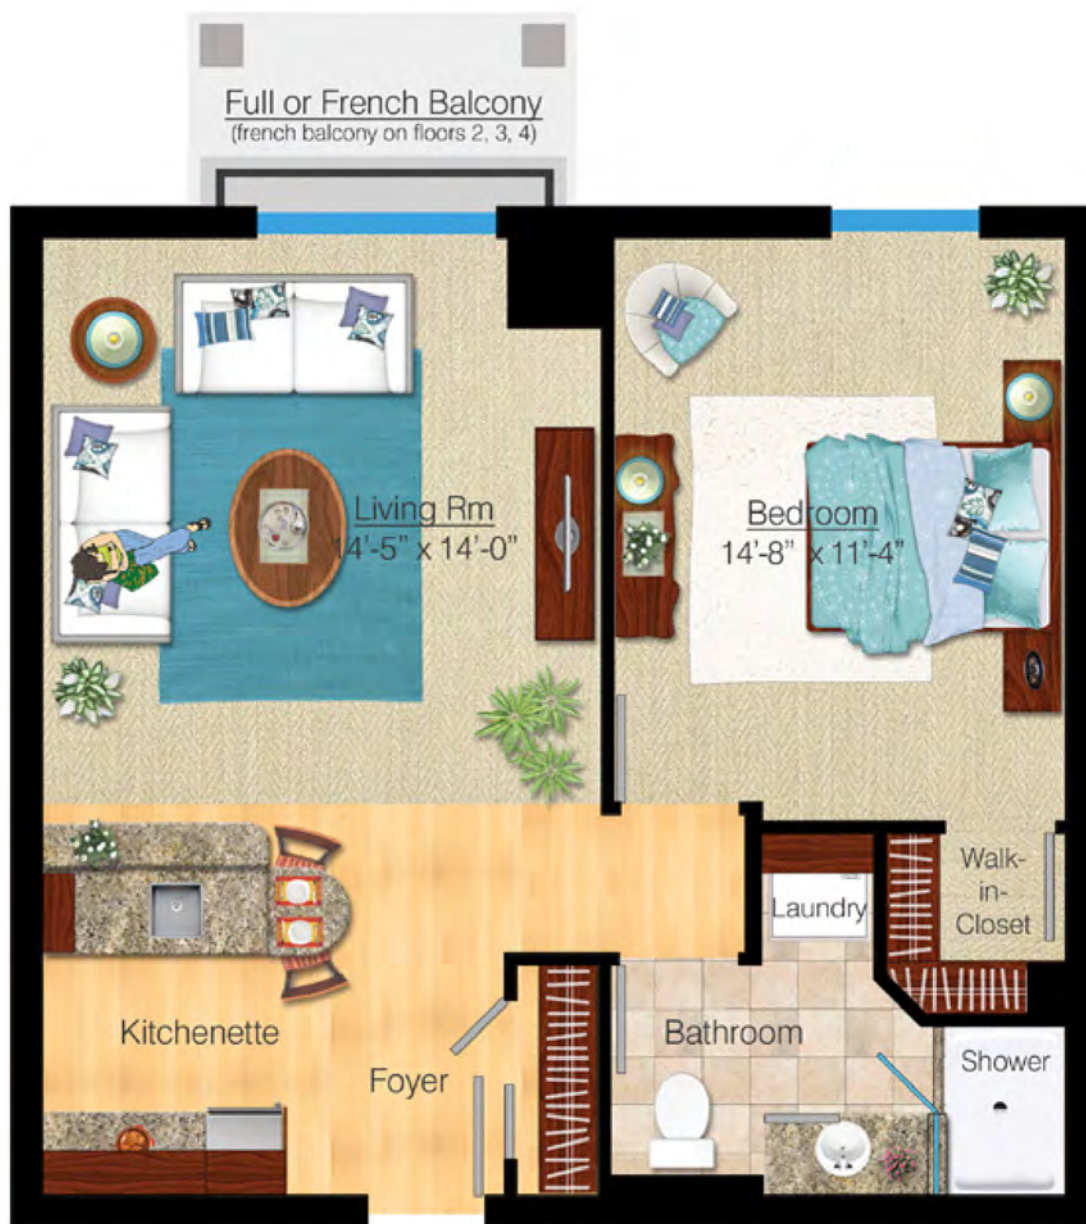 Full or French Balcony
(french balcony on floors 2, 3, 4)
Living Rm
14'-5" x 14'-0"
Bedroom
14'-8" x 11'-4"
Laundry
Walk-
in-
Closet
Kitchenette
Foyer
Bathroom
Shower